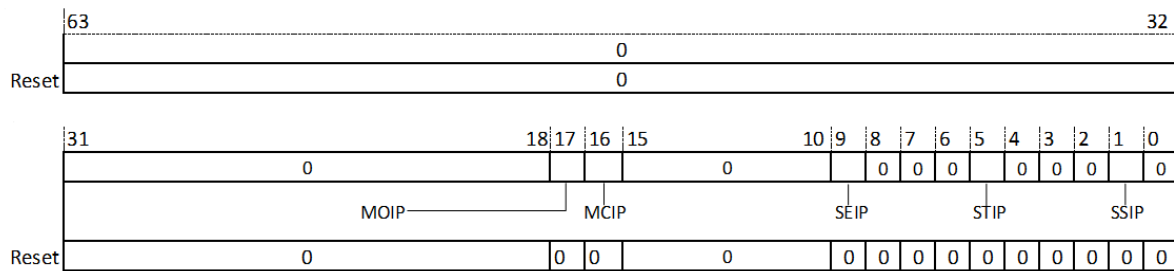 63 32
0
Reset 0
31 18 17 16 15 10 9 8 7 6 5 4 3 2 1 0
0 0 0 0 0 0 0 0 0
MOIP MCIP SEIP STIP SSIP
Reset 0 0 0 0 0 0 0 0 0 0 0 0 0 0